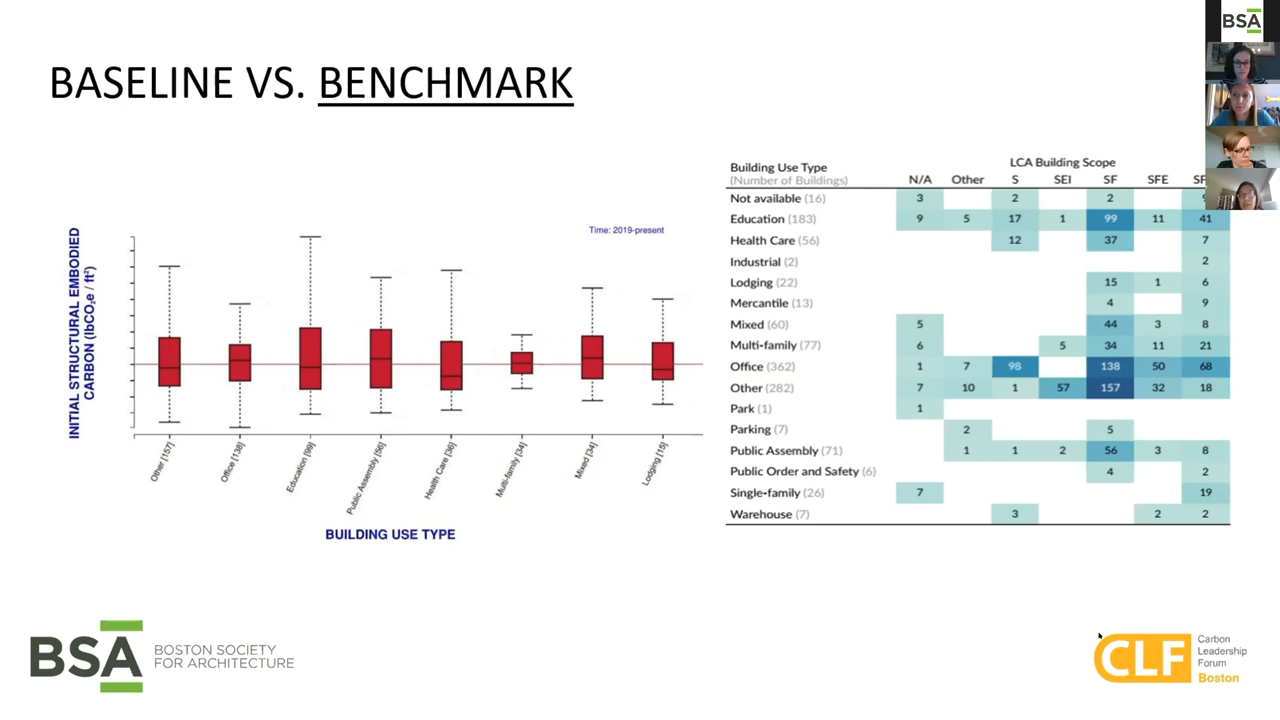 BASELINE VS. BENCHMARK
BSA
INITIAL STRUCTURAL EMBODIED
CARBON (lbCO₂e / ft²)
Time: 2019-present
Other [157]
Office [138]
Education [99]
Public Assembly [56]
Health Care [36]
Multi-family [34]
Mixed [34]
Lodging [15]
BUILDING USE TYPE
Building Use Type LCA Building Scope
(Number of Buildings) N/A Other S SEI SF SFE
Not available (16) 3 2 2
Education (183) 9 5 17 1 99 11 41
Health Care (56) 12 37 7
Industrial (2) 2
Lodging (22) 15 1 6
Mercantile (13) 4 9
Mixed (60) 5 44 3 8
Multi-family (77) 6 5 34 11 21
Office (362) 1 7 98 138 50 68
Other (282) 7 10 1 57 157 32 18
Park (1) 1
Parking (7) 2 5
Public Assembly (71) 1 1 2 56 3 8
Public Order and Safety (6) 4 2
Single-family (26) 7 19
Warehouse (7) 3 2 2
BSA BOSTON SOCIETY
FOR ARCHITECTURE
CLF Carbon
Leadership
Forum
Boston